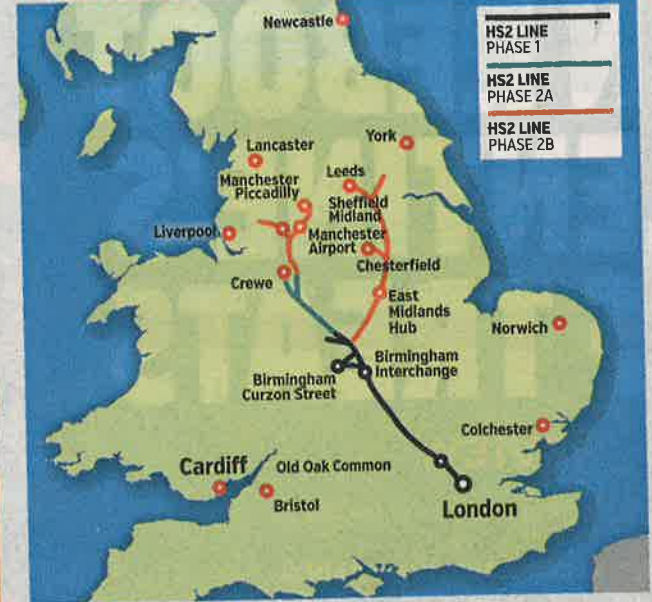 Newcastle
HS2 LINE
PHASE 1
HS2 LINE
PHASE 2A
HS2 LINE
PHASE 2B
York
Lancaster
Leeds
Manchester
Piccadilly
Sheffield
Midland
Liverpool
Manchester
Airport
Chesterfield
Crewe
East
Midlands
Hub
Norwich
Birmingham
Interchange
Birmingham
Curzon Street
Colchester
Cardiff
Old Oak Common
Bristol
London